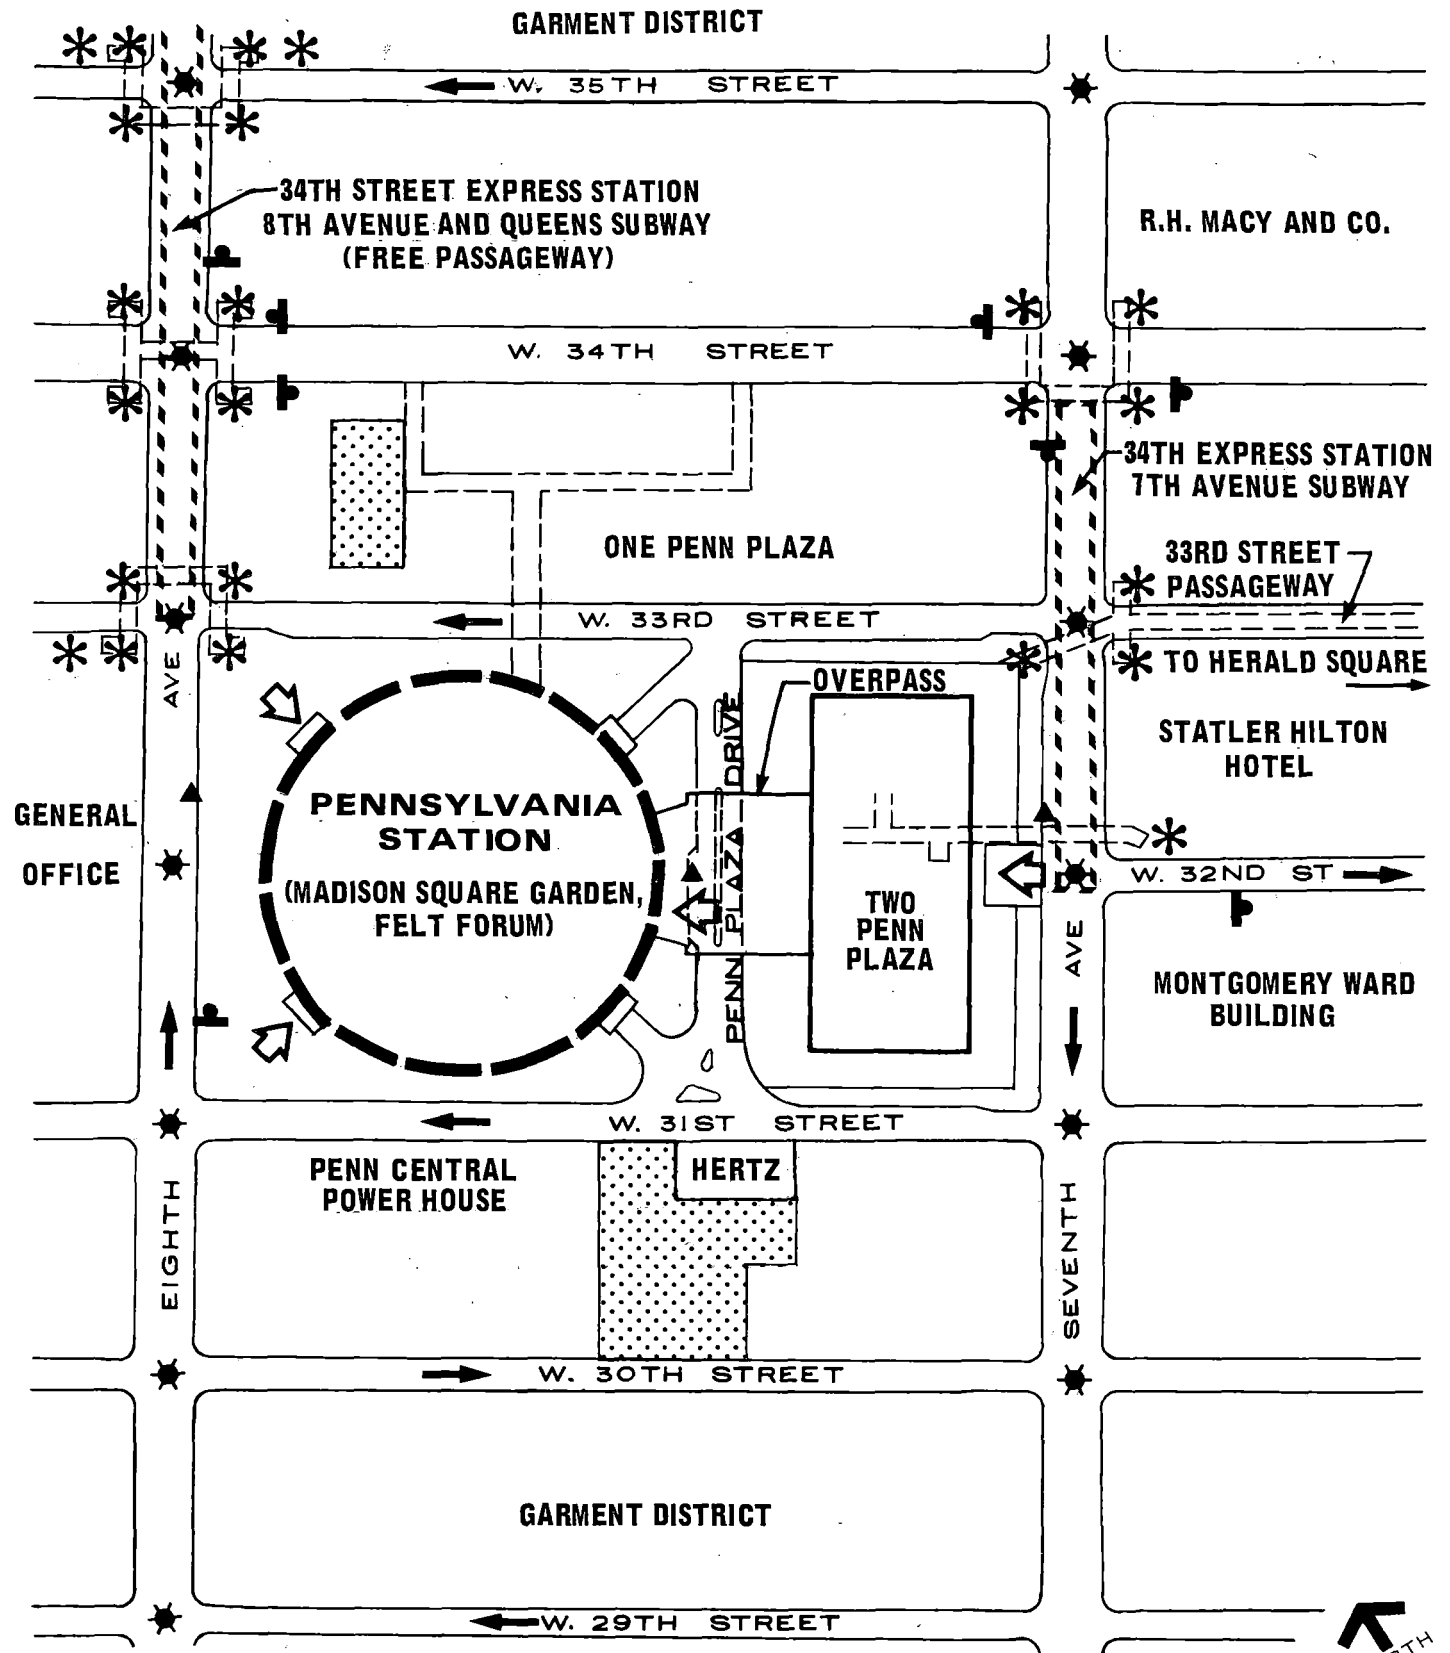 GARMENT DISTRICT
W. 35TH STREET
34TH STREET EXPRESS STATION
8TH AVENUE AND QUEENS SUBWAY
(FREE PASSAGEWAY)
R.H. MACY AND CO.
W. 34TH STREET
34TH EXPRESS STATION
7TH AVENUE SUBWAY
ONE PENN PLAZA
33RD STREET
PASSAGEWAY
W. 33RD STREET
TO HERALD SQUARE
AVE
OVERPASS
STATLER HILTON
HOTEL
PENN PLAZA DRIVE
GENERAL
OFFICE
PENNSYLVANIA
STATION
(MADISON SQUARE GARDEN,
FELT FORUM)
TWO
PENN
PLAZA
W. 32ND ST
AVE
MONTGOMERY WARD
BUILDING
W. 31ST STREET
PENN CENTRAL
POWER HOUSE
HERTZ
EIGHTH
SEVENTH
W. 30TH STREET
GARMENT DISTRICT
W. 29TH STREET